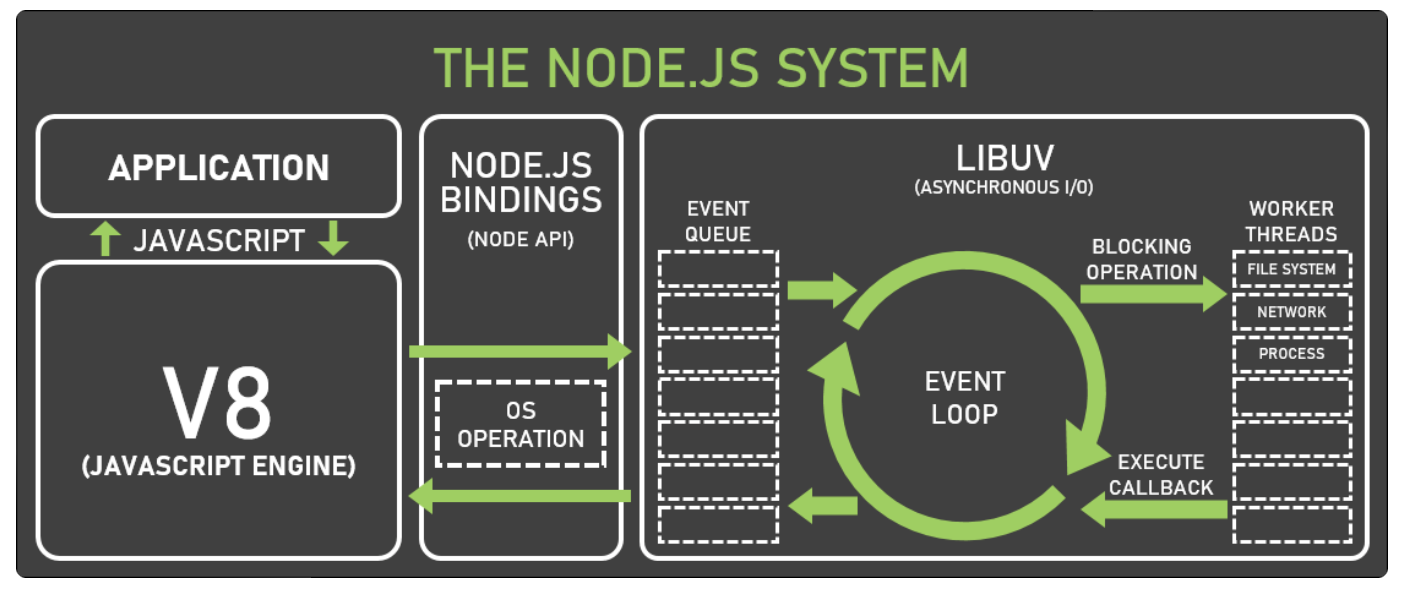 THE NODE.JS SYSTEM
APPLICATION
JAVASCRIPT
V8
(JAVASCRIPT ENGINE)
NODE.JS
BINDINGS
(NODE API)
OS
OPERATION
LIBUV
(ASYNCHRONOUS I/O)
EVENT
QUEUE
EVENT
LOOP
BLOCKING
OPERATION
EXECUTE
CALLBACK
WORKER
THREADS
FILE SYSTEM
NETWORK
PROCESS